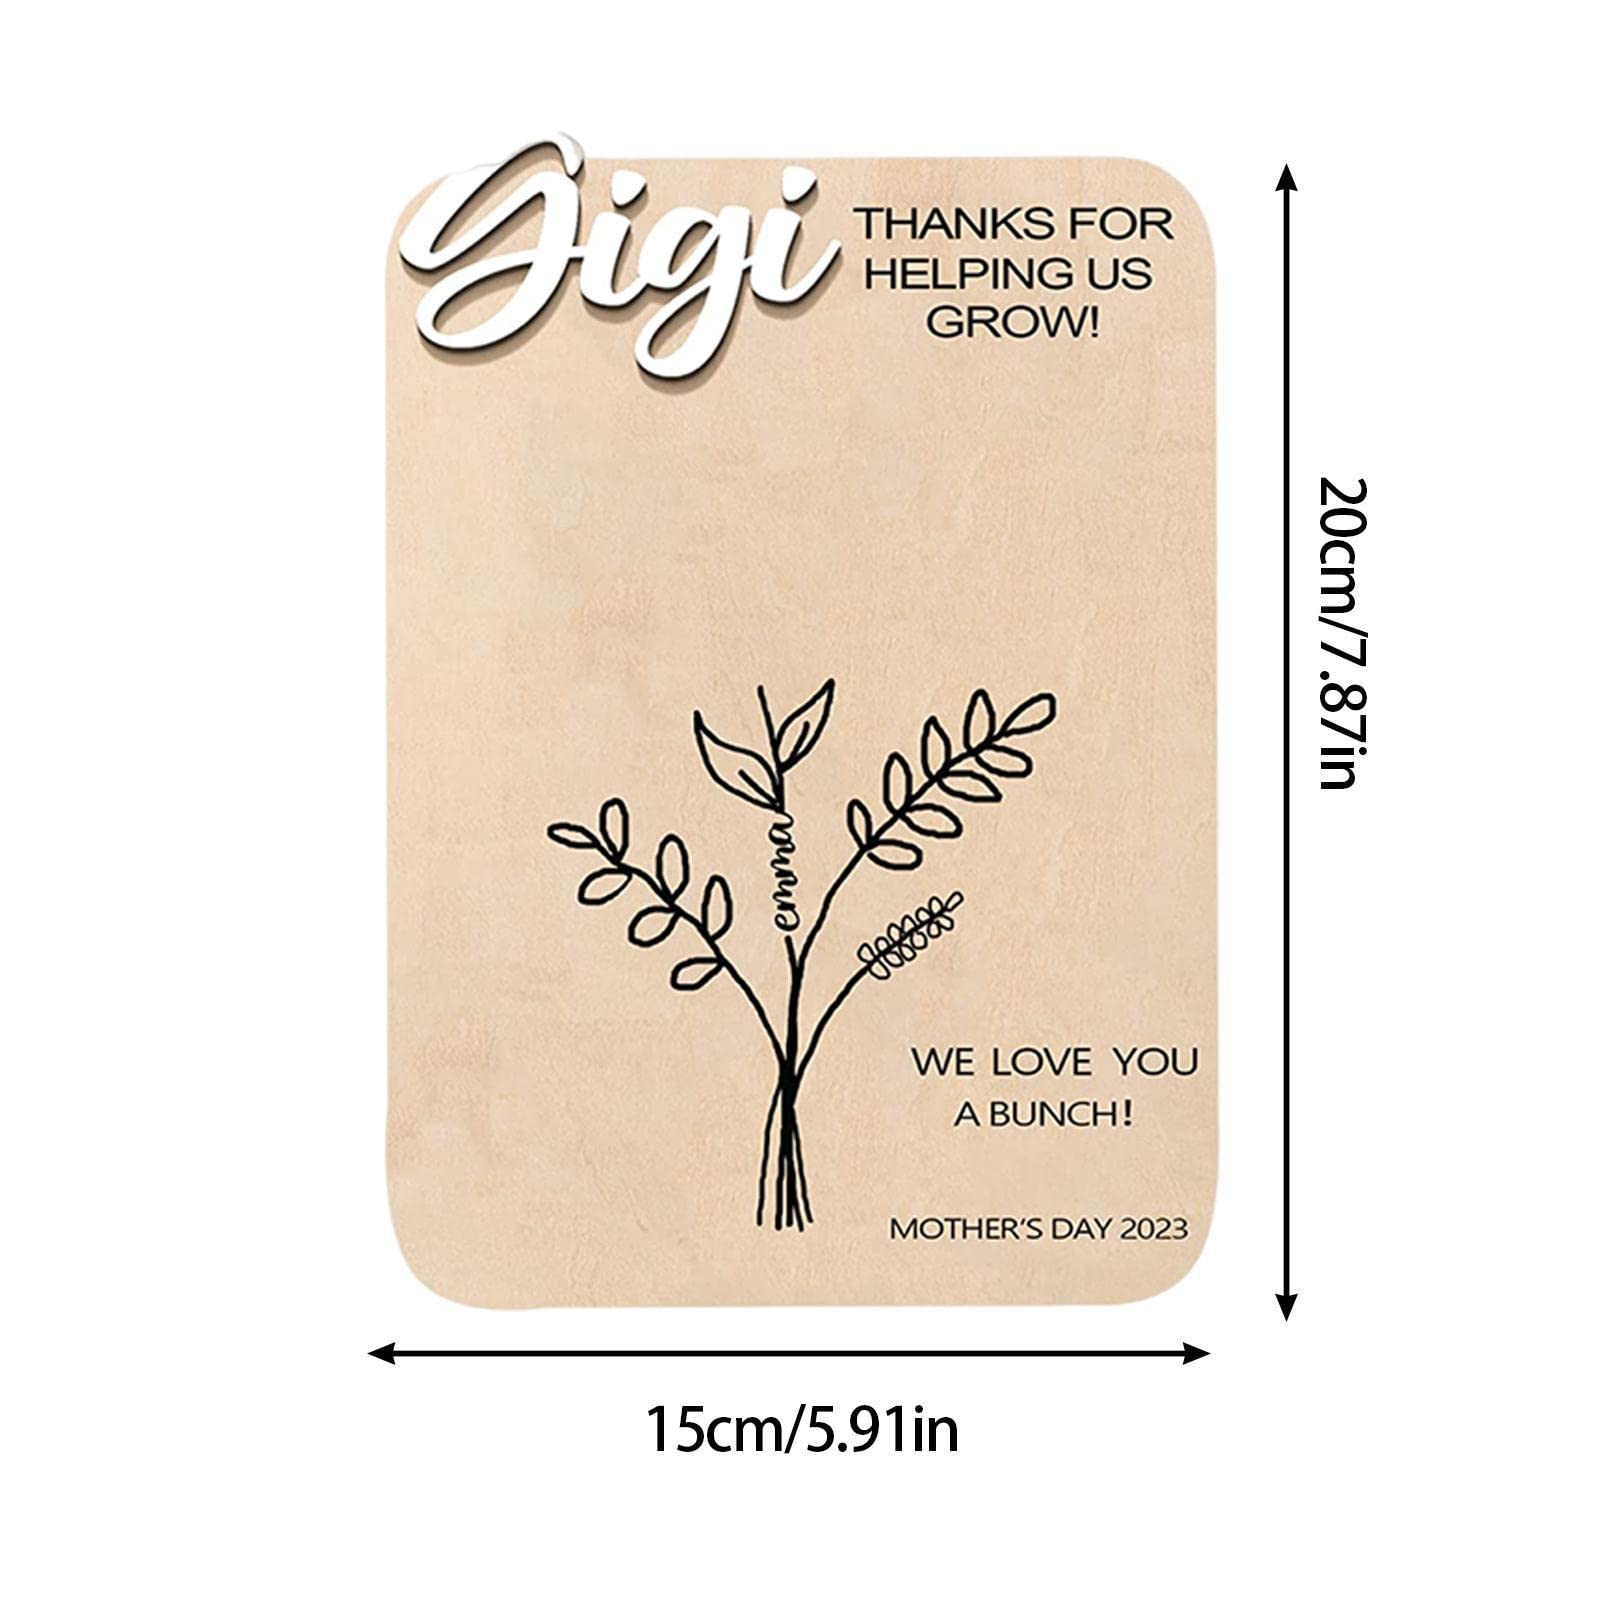 Gigi
THANKS FOR
HELPING US
GROW!
emma
WE LOVE YOU
A BUNCH!
MOTHER'S DAY 2023
20cm/7.87in
15cm/5.91in